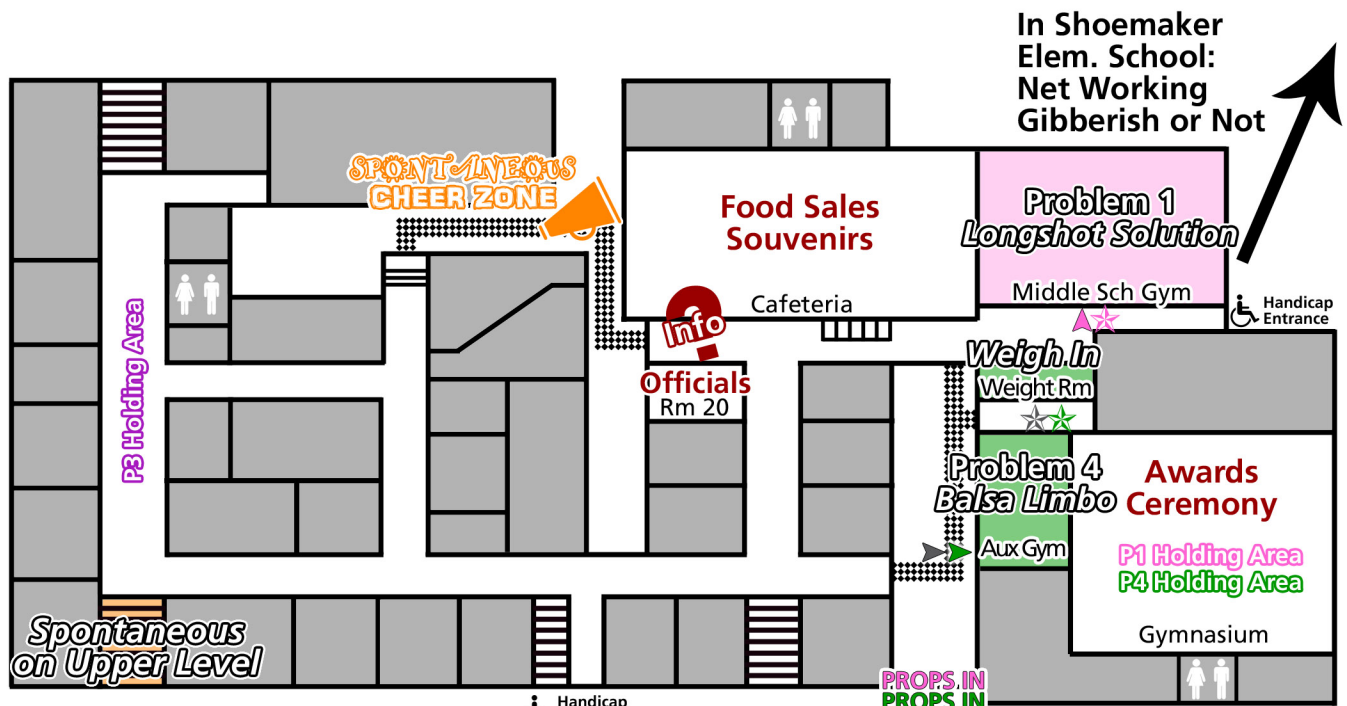 In Shoemaker
Elem. School:
Net Working
Gibberish or Not
SPONTANEOUS
CHEER ZONE
Food Sales
Souvenirs
Cafeteria
Problem 1
Longshot Solution
Middle Sch Gym
Handicap
Entrance
P3 Holding Area
Info
Officials
Rm 20
Weigh In
Weight Rm
Problem 4
Balsa Limbo
Aux Gym
Awards
Ceremony
P1 Holding Area
P4 Holding Area
Gymnasium
Spontaneous
on Upper Level
Handicap
PROPS IN
PROPS IN